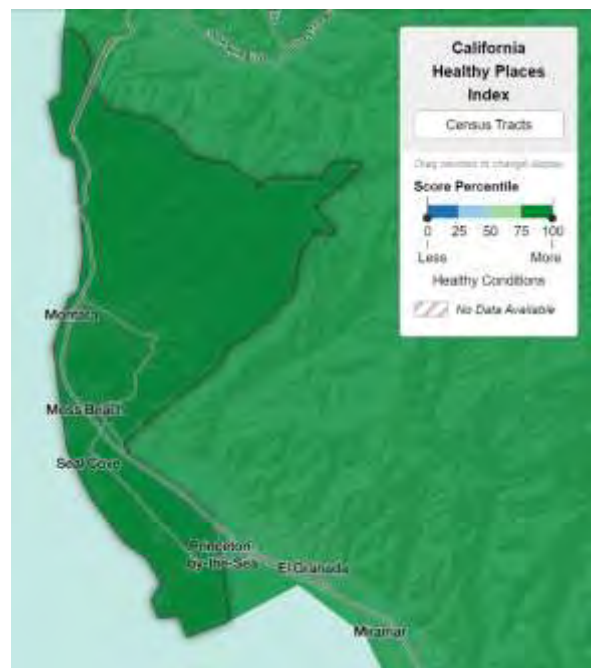 California
Healthy Places
Index
Census Tracts
Score Percentile
0 25 50 75 100
Less More
Healthy Conditions
No Data Available
Montara
Moss Beach
Seal Cove
Princeton
by-the-Sea
El Granada
Miramar